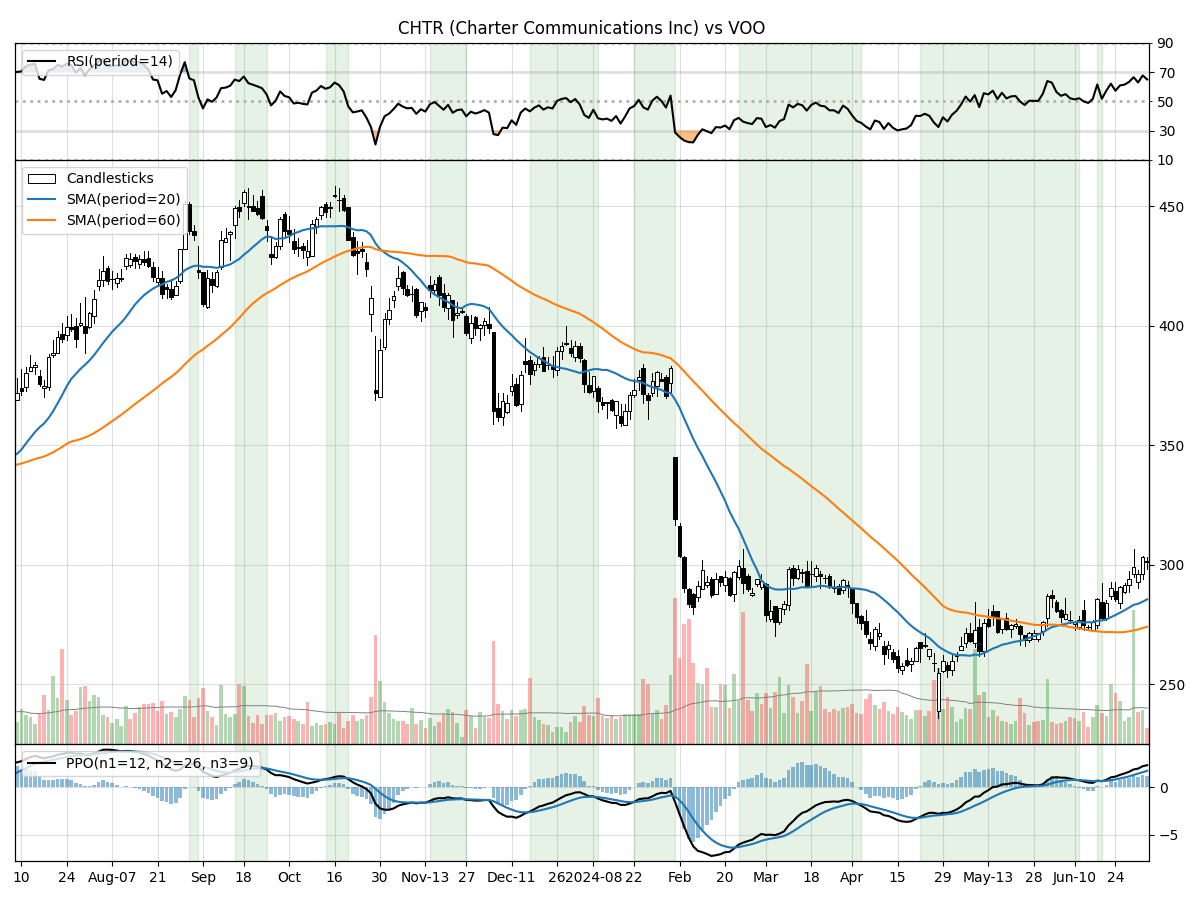 CHTR (Charter Communications Inc) vs VOO
RSI(period=14)
90
70
50
30
10
Candlesticks
SMA(period=20)
SMA(period=60)
450
400
350
300
250
PPO(n1=12, n2=26, n3=9)
0
−5
10 24 Aug-07 21 Sep 18 Oct 16 30 Nov-13 27 Dec-11 26 2024-08 22 Feb 20 Mar 18 Apr 15 29 May-13 28 Jun-10 24